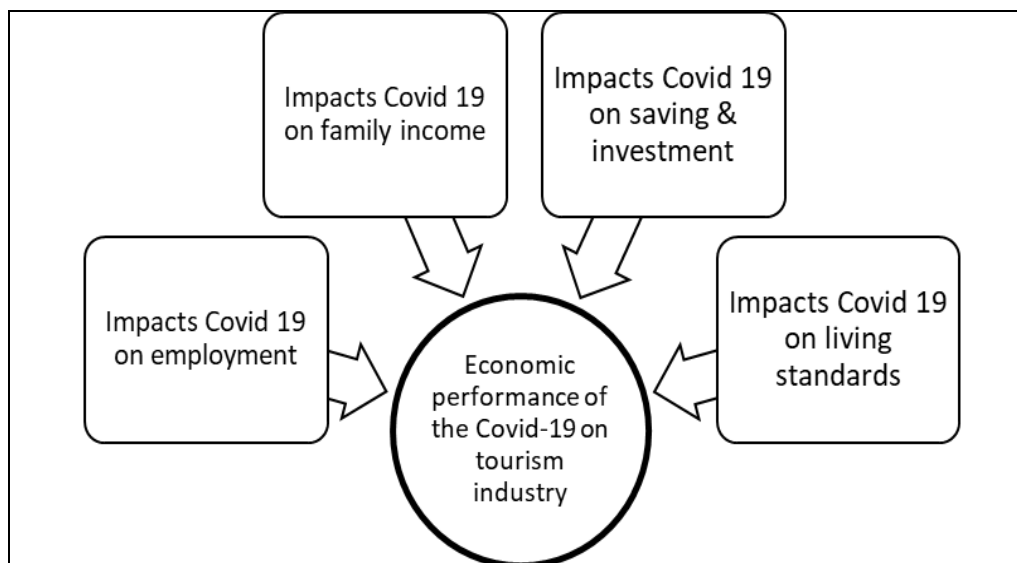 Impacts Covid 19
on family income
Impacts Covid 19
on saving &
investment
Impacts Covid 19
on employment
Impacts Covid 19
on living
standards
Economic
performance of
the Covid-19 on
tourism
industry